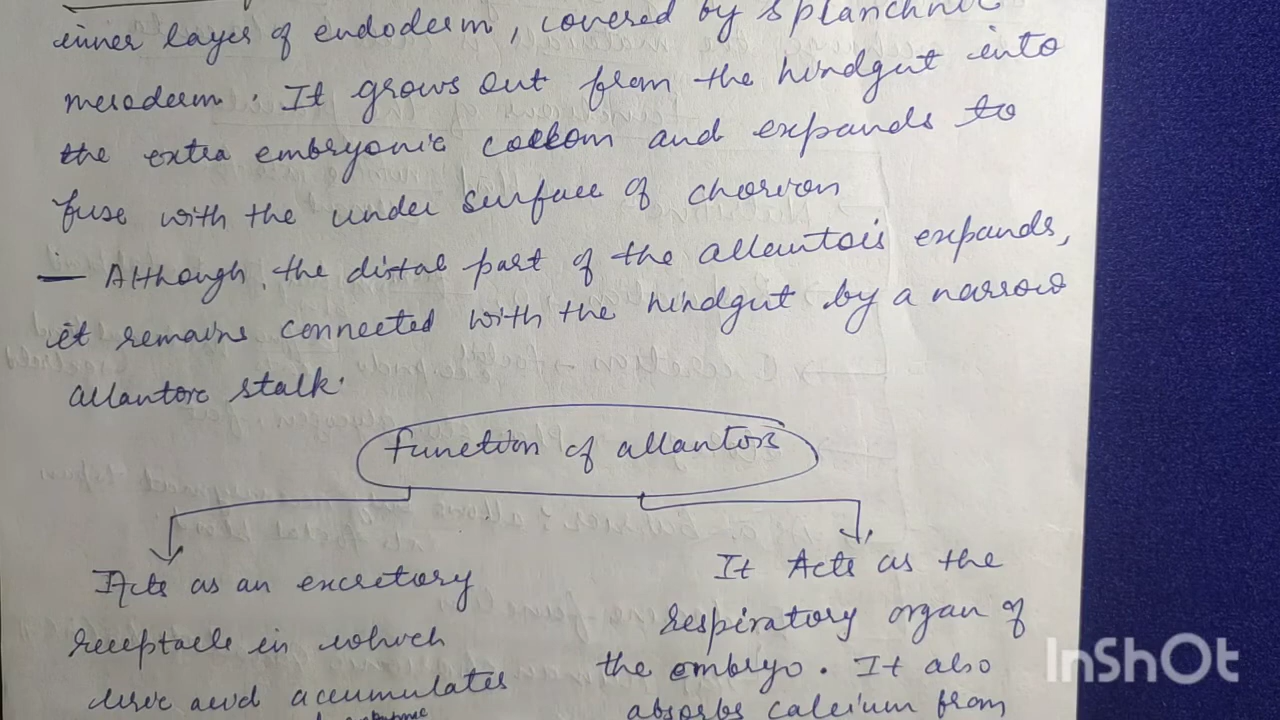 inner layer of endoderm, covered by splanchnic
mesoderm. It grows out from the hindgut into
the extra embryonic coelom and expands to
fuse with the under surface of chorion
— Although, the distal part of the allantois expands,
it remains connected with the hindgut by a narrow
allantoic stalk.
Function of allantois
Acts as an excretory
receptacle in which
uric acid accumulates
It Acts as the
respiratory organ of
the embryo. It also
absorbs calcium from
InShOt